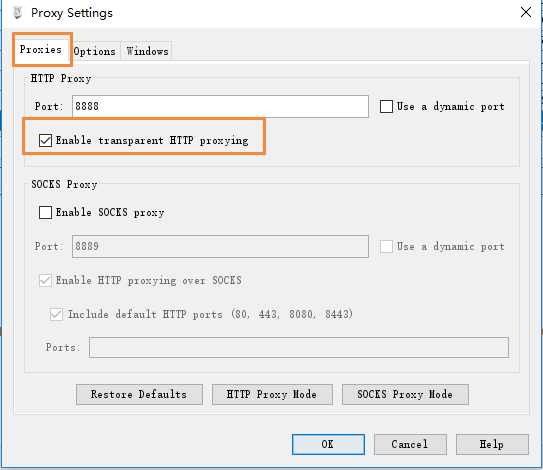 Proxy Settings
Proxies Options Windows
HTTP Proxy
Port: 8888 Use a dynamic port
Enable transparent HTTP proxying
SOCKS Proxy
Enable SOCKS proxy
Port: 8889 Use a dynamic port
Enable HTTP proxying over SOCKS
Include default HTTP ports (80, 443, 8080, 8443)
Ports:
Restore Defaults HTTP Proxy Mode SOCKS Proxy Mode
OK Cancel Help